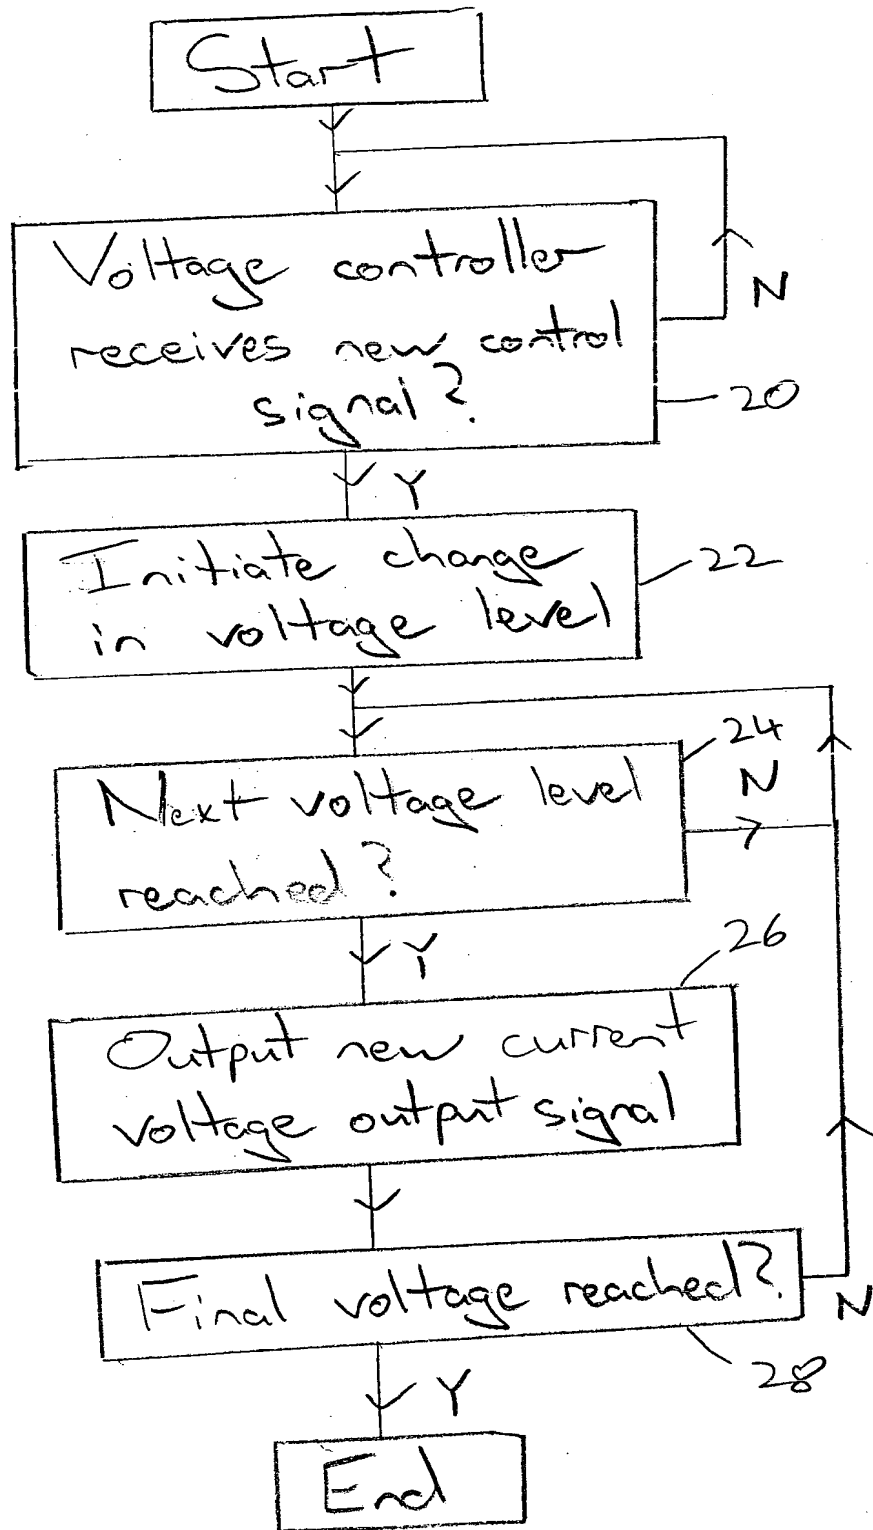 Start
Voltage controller
receives new control
signal?
N
20
Y
Initiate change
in voltage level
22
24
Next voltage level
reached?
N
Y
26
Output new current
voltage output signal
Final voltage reached?
N
28
Y
End